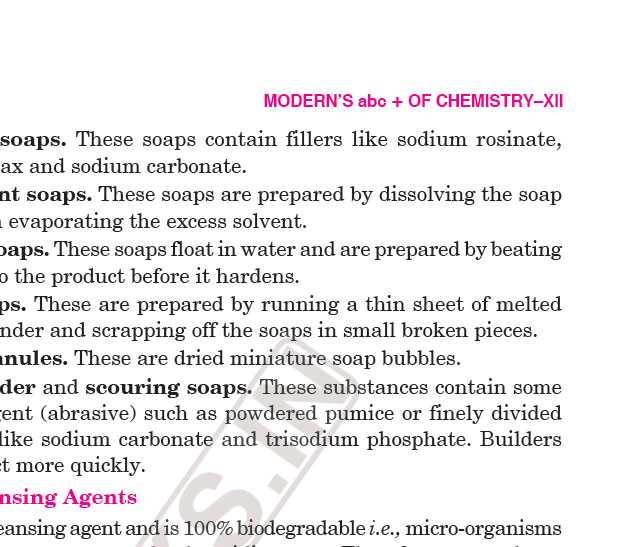 MODERN'S abc + OF CHEMISTRY–XII
soaps. These soaps contain fillers like sodium rosinate,
ax and sodium carbonate.
nt soaps. These soaps are prepared by dissolving the soap
evaporating the excess solvent.
oaps. These soaps float in water and are prepared by beating
o the product before it hardens.
ps. These are prepared by running a thin sheet of melted
nder and scrapping off the soaps in small broken pieces.
anules. These are dried miniature soap bubbles.
der and scouring soaps. These substances contain some
gent (abrasive) such as powdered pumice or finely divided
like sodium carbonate and trisodium phosphate. Builders
ct more quickly.
nsing Agents
eansing agent and is 100% biodegradable i.e., micro-organisms
KS.IN